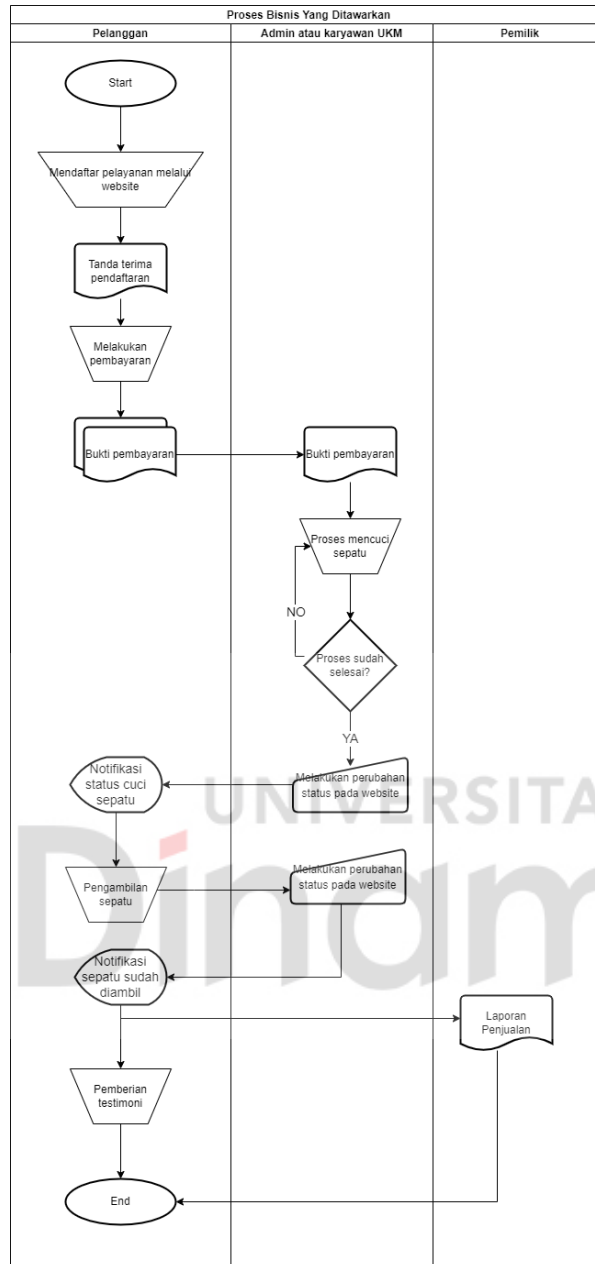 Proses Bisnis Yang Ditawarkan
Pelanggan
Admin atau karyawan UKM
Pemilik
Start
Mendaftar pelayanan melalui
website
Tanda terima
pendaftaran
Melakukan
pembayaran
Bukti pembayaran
Bukti pembayaran
Proses mencuci
sepatu
NO
Proses sudah
selesai?
YA
Melakukan perubahan
status pada website
Notifikasi
status cuci
sepatu
UNIVERSITA
Dinam
Pengambilan
sepatu
Melakukan perubahan
status pada website
Notifikasi
sepatu sudah
diambil
Laporan
Penjualan
Pemberian
testimoni
End